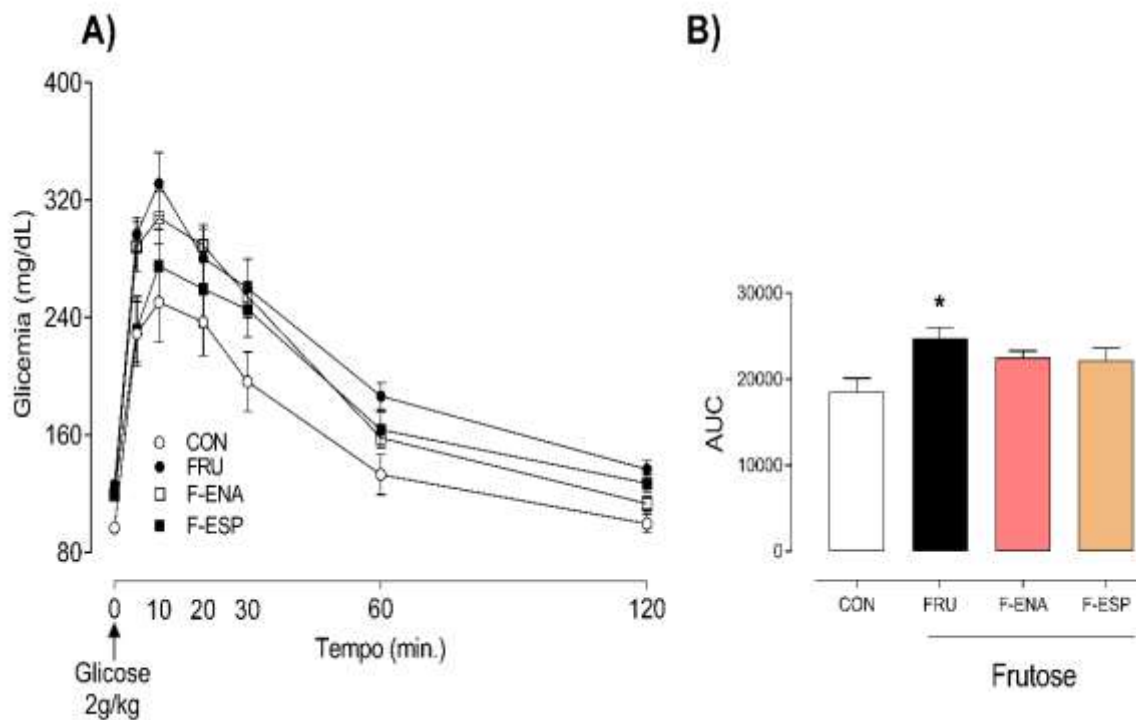 A)
400
320
240
160
80
Glicemia (mg/dL)
CON
FRU
F-ENA
F-ESP
0 10 20 30 60 120
Tempo (min.)
Glicose
2g/kg
B)
30000
20000
10000
0
AUC
*
CON FRU F-ENA F-ESP
Frutose